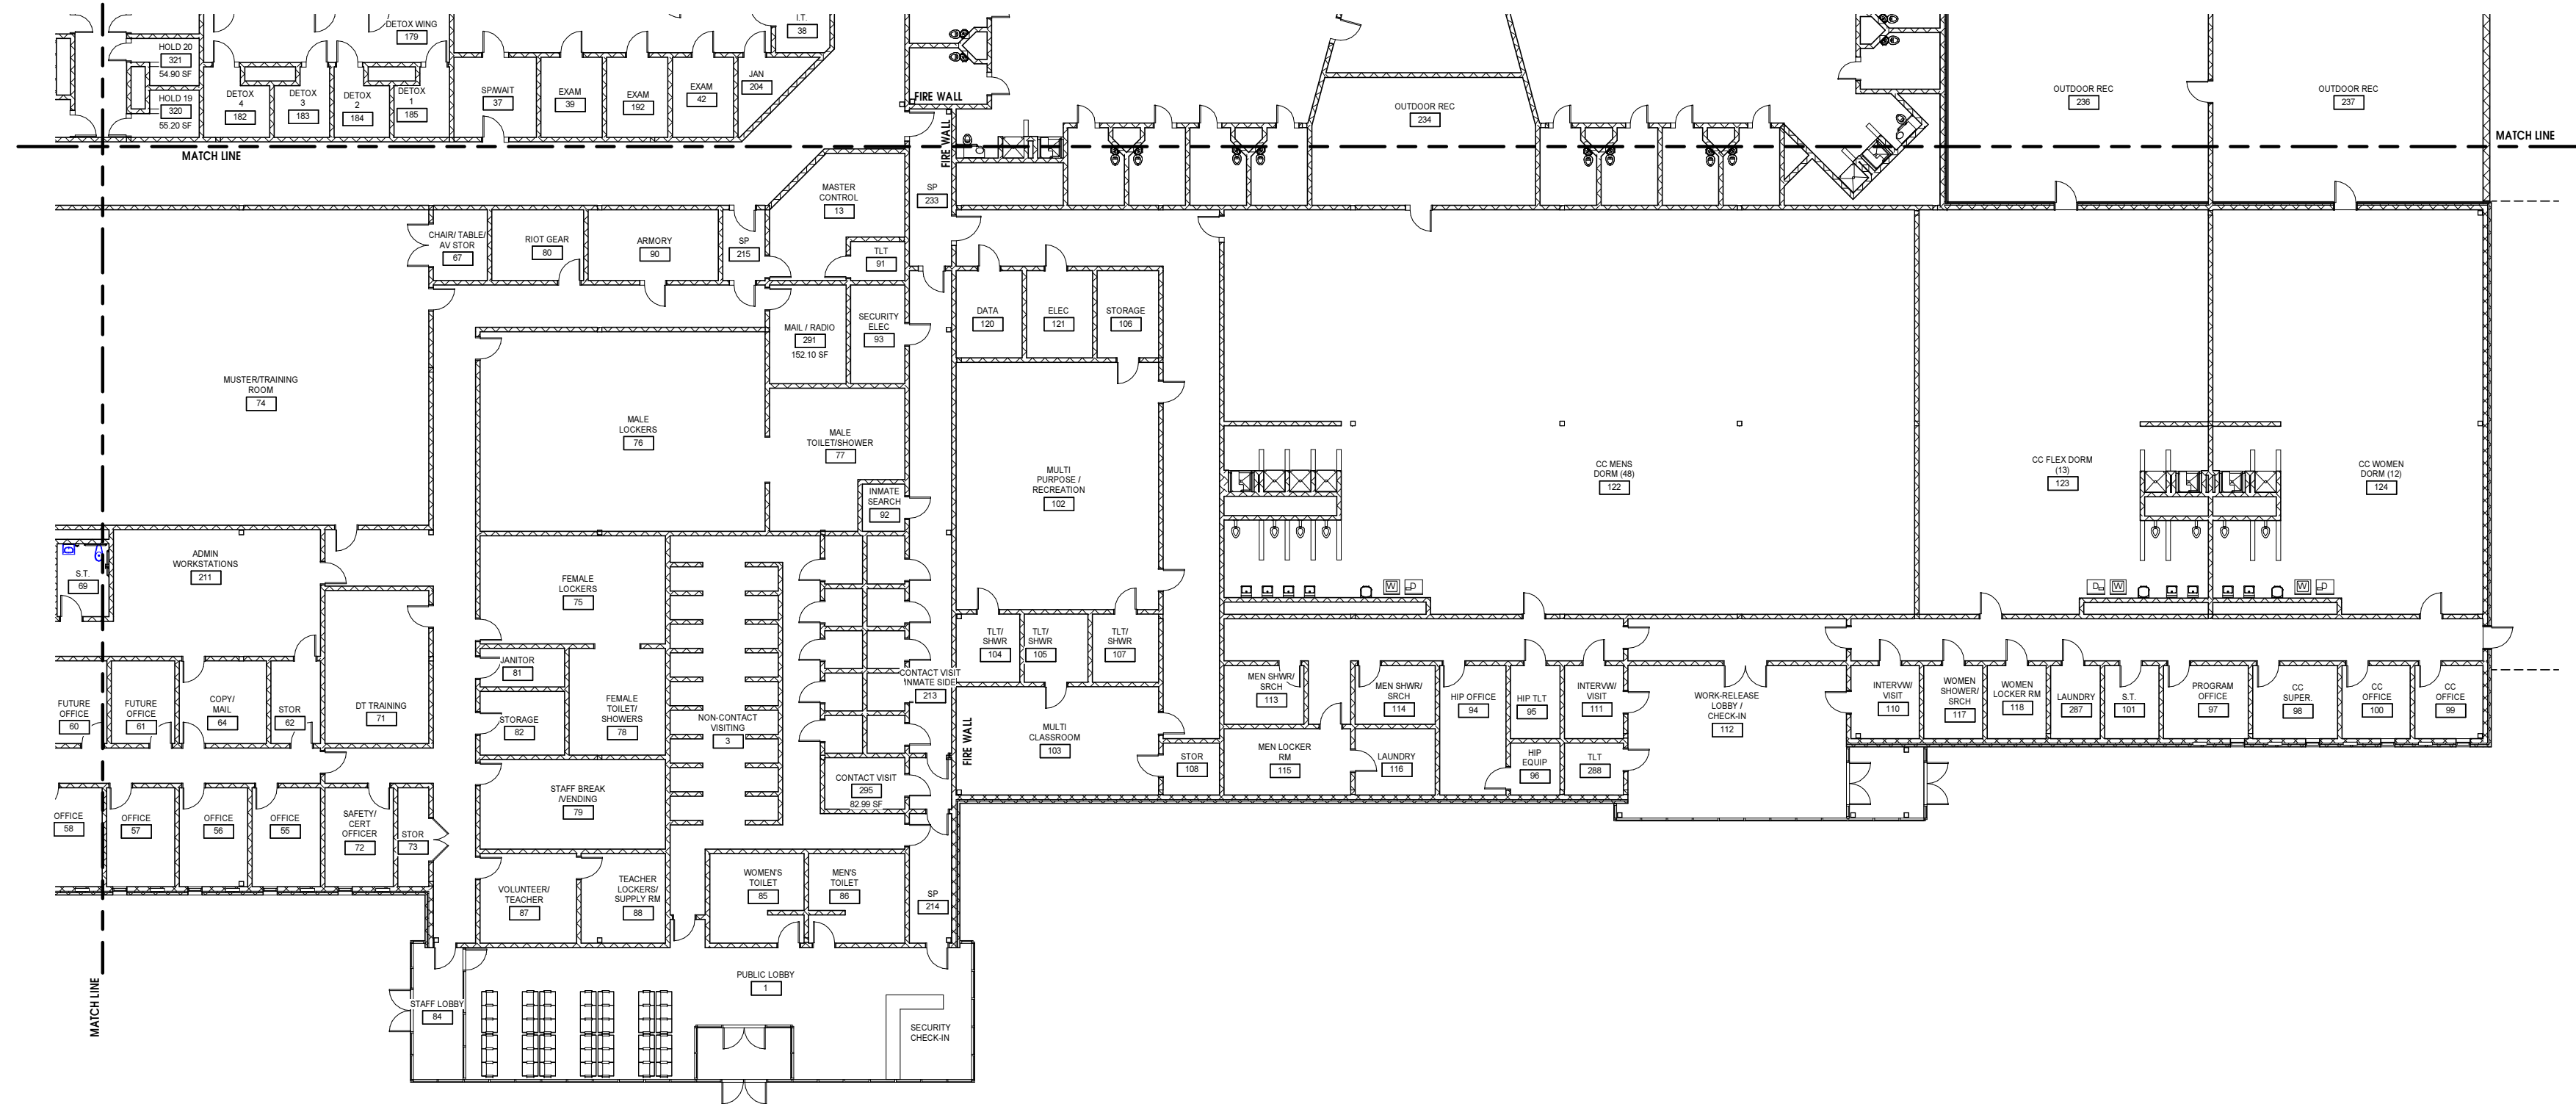 I.T.
38
DETOX WING
179
HOLD 20
321
54.90 SF
HOLD 19
320
55.20 SF
DETOX
4
182
DETOX
3
183
DETOX
2
184
DETOX
1
185
SP/WAIT
37
EXAM
39
EXAM
192
EXAM
42
JAN
204
FIRE WALL
FIRE WALL
OUTDOOR REC
234
OUTDOOR REC
236
OUTDOOR REC
237
MATCH LINE
MATCH LINE
MASTER
CONTROL
13
SP
233
CHAIR/ TABLE/
AV STOR
67
RIOT GEAR
80
ARMORY
90
SP
215
TLT
91
MAIL / RADIO
291
152.10 SF
SECURITY
ELEC
93
DATA
120
ELEC
121
STORAGE
106
MUSTER/TRAINING
ROOM
74
MALE
LOCKERS
76
MALE
TOILET/SHOWER
77
INMATE
SEARCH
92
MULTI
PURPOSE /
RECREATION
102
CC MENS
DORM (48)
122
CC FLEX DORM
(13)
123
CC WOMEN
DORM (12)
124
W
D
D
W
W
D
S.T.
69
ADMIN
WORKSTATIONS
211
FEMALE
LOCKERS
75
TLT/
SHWR
104
TLT/
SHWR
105
TLT/
SHWR
107
JANITOR
81
STORAGE
82
FEMALE
TOILET/
SHOWERS
78
NON-CONTACT
VISITING
3
CONTACT VISIT
INMATE SIDE
213
FUTURE
OFFICE
60
FUTURE
OFFICE
61
COPY/
MAIL
64
STOR
62
DT TRAINING
71
FIRE WALL
MULTI
CLASSROOM
103
STOR
108
MEN SHWR/
SRCH
113
MEN SHWR/
SRCH
114
HIP OFFICE
94
HIP TLT
95
INTERVW/
VISIT
111
WORK-RELEASE
LOBBY /
CHECK-IN
112
INTERVW/
VISIT
110
WOMEN
SHOWER/
SRCH
117
WOMEN
LOCKER RM
118
LAUNDRY
287
S.T.
101
PROGRAM
OFFICE
97
CC
SUPER.
98
CC
OFFICE
100
CC
OFFICE
99
MEN LOCKER
RM
115
LAUNDRY
116
HIP
EQUIP
96
TLT
288
CONTACT VISIT
295
82.99 SF
STAFF BREAK
/VENDING
79
OFFICE
58
OFFICE
57
OFFICE
56
OFFICE
55
SAFETY/
CERT
OFFICER
72
STOR
73
VOLUNTEER/
TEACHER
87
TEACHER
LOCKERS/
SUPPLY RM
88
WOMEN'S
TOILET
85
MEN'S
TOILET
86
SP
214
MATCH LINE
STAFF LOBBY
84
PUBLIC LOBBY
1
SECURITY
CHECK-IN